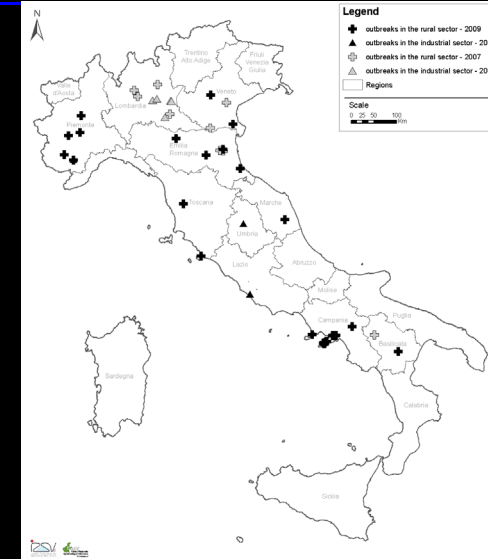 N
Legend
outbreaks in the rural sector - 2009
outbreaks in the industrial sector - 20
outbreaks in the rural sector - 2007
outbreaks in the industrial sector - 20
Regions
Scale
0 25 50 100
Km
Trentino
Alto Adige
Friuli
Venezia
Giulia
Valle
d'Aosta
Lombardia
Veneto
Piemonte
Emilia
Romagna
Toscana
Marche
Umbria
Lazio
Abruzzo
Molise
Campania
Puglia
Basilicata
Sardegna
Calabria
Sicilia